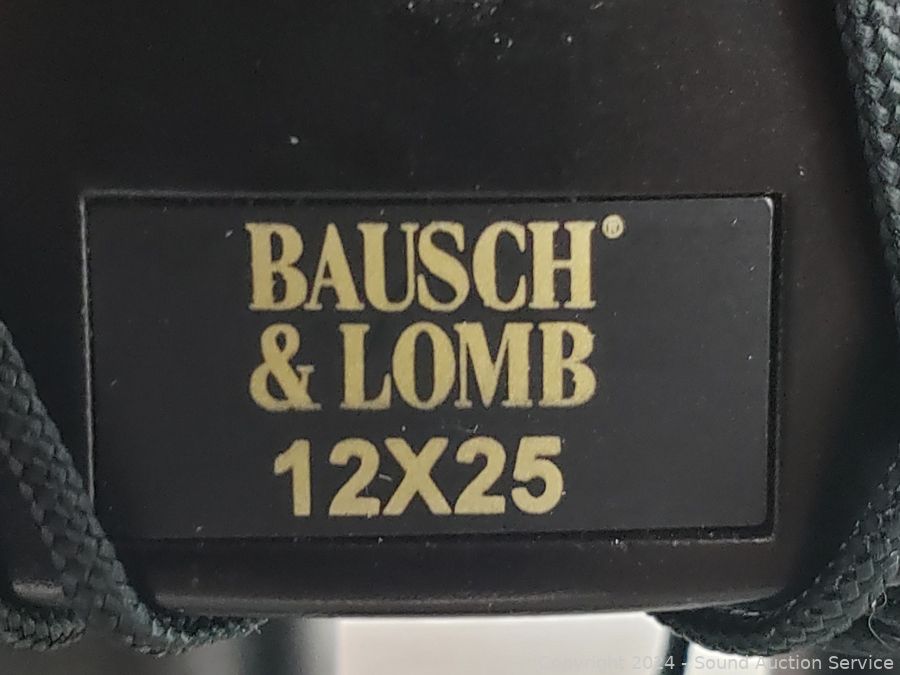 BAUSCH®
& LOMB
12X25
Copyright 2024 - Sound Auction Service